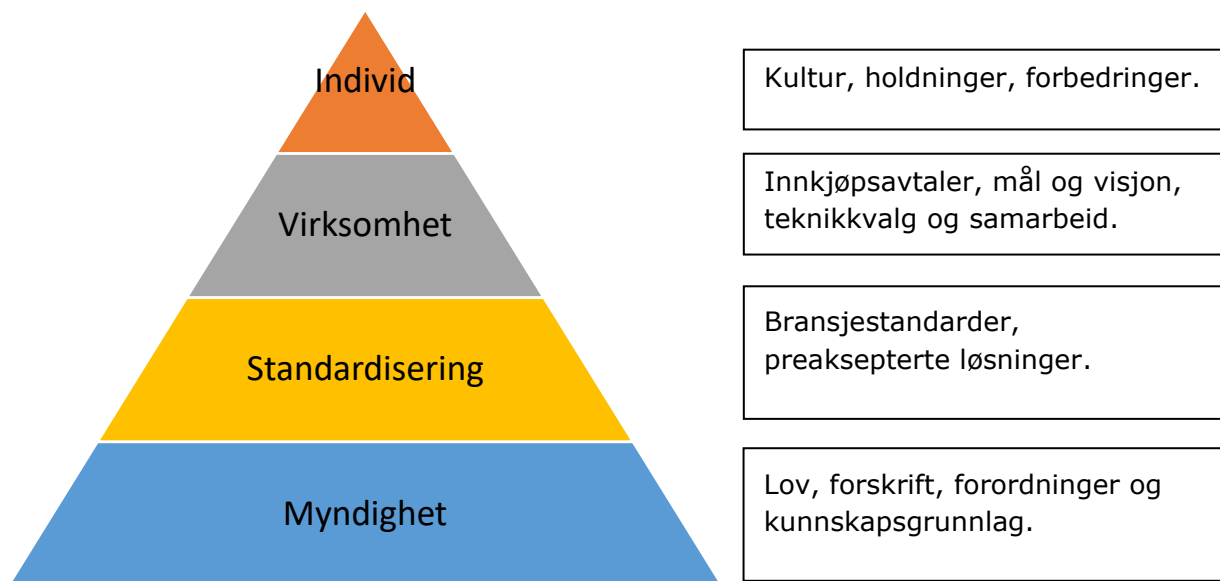 Individ
Kultur, holdninger, forbedringer.
Virksomhet
Innkjøpsavtaler, mål og visjon,
teknikkvalg og samarbeid.
Standardisering
Bransjestandarder,
preaksepterte løsninger.
Myndighet
Lov, forskrift, forordninger og
kunnskapsgrunnlag.